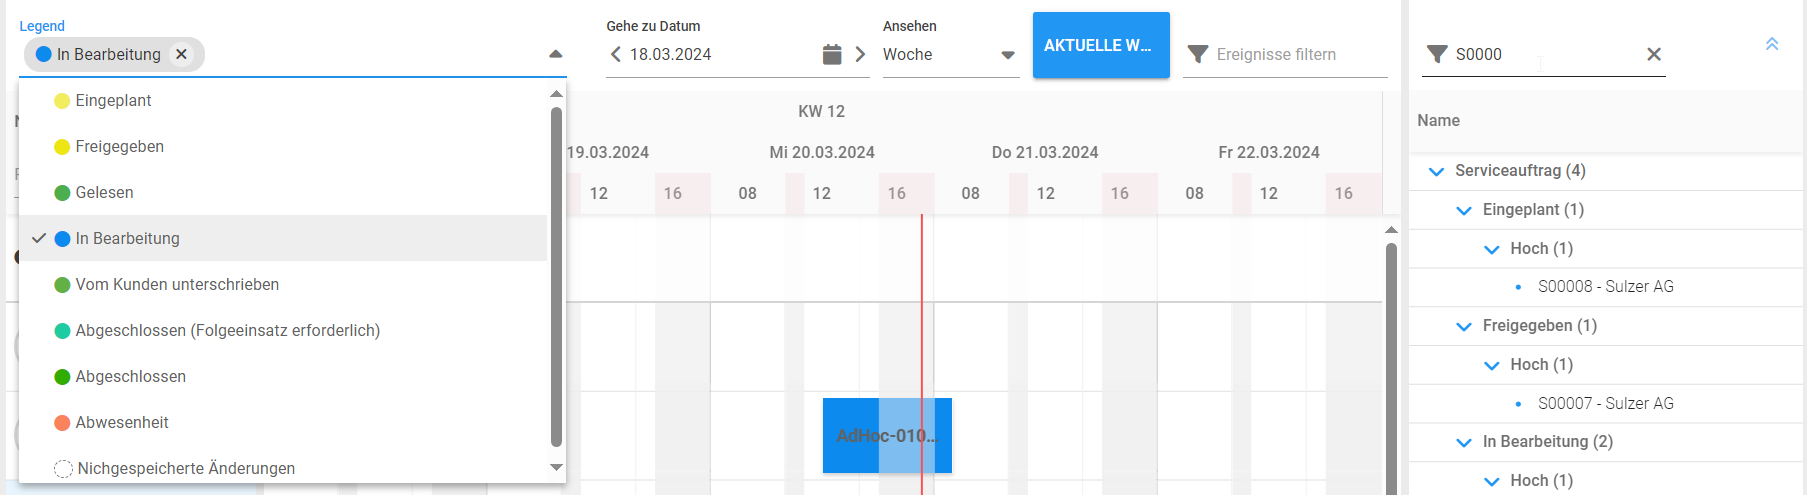 Legend
In Bearbeitung
Eingeplant
Freigegeben
Gelesen
In Bearbeitung
Vom Kunden unterschrieben
Abgeschlossen (Folgeeinsatz erforderlich)
Abgeschlossen
Abwesenheit
Nichgespeicherte Änderungen
Gehe zu Datum
18.03.2024
Ansehen
Woche
AKTUELLE W...
Ereignisse filtern
KW 12
19.03.2024 Mi 20.03.2024 Do 21.03.2024 Fr 22.03.2024
12 16 08 12 16 08 12 16 08 12 16
AdHoc-010...
S0000
Name
Serviceauftrag (4)
Eingeplant (1)
Hoch (1)
S00008 - Sulzer AG
Freigegeben (1)
Hoch (1)
S00007 - Sulzer AG
In Bearbeitung (2)
Hoch (1)